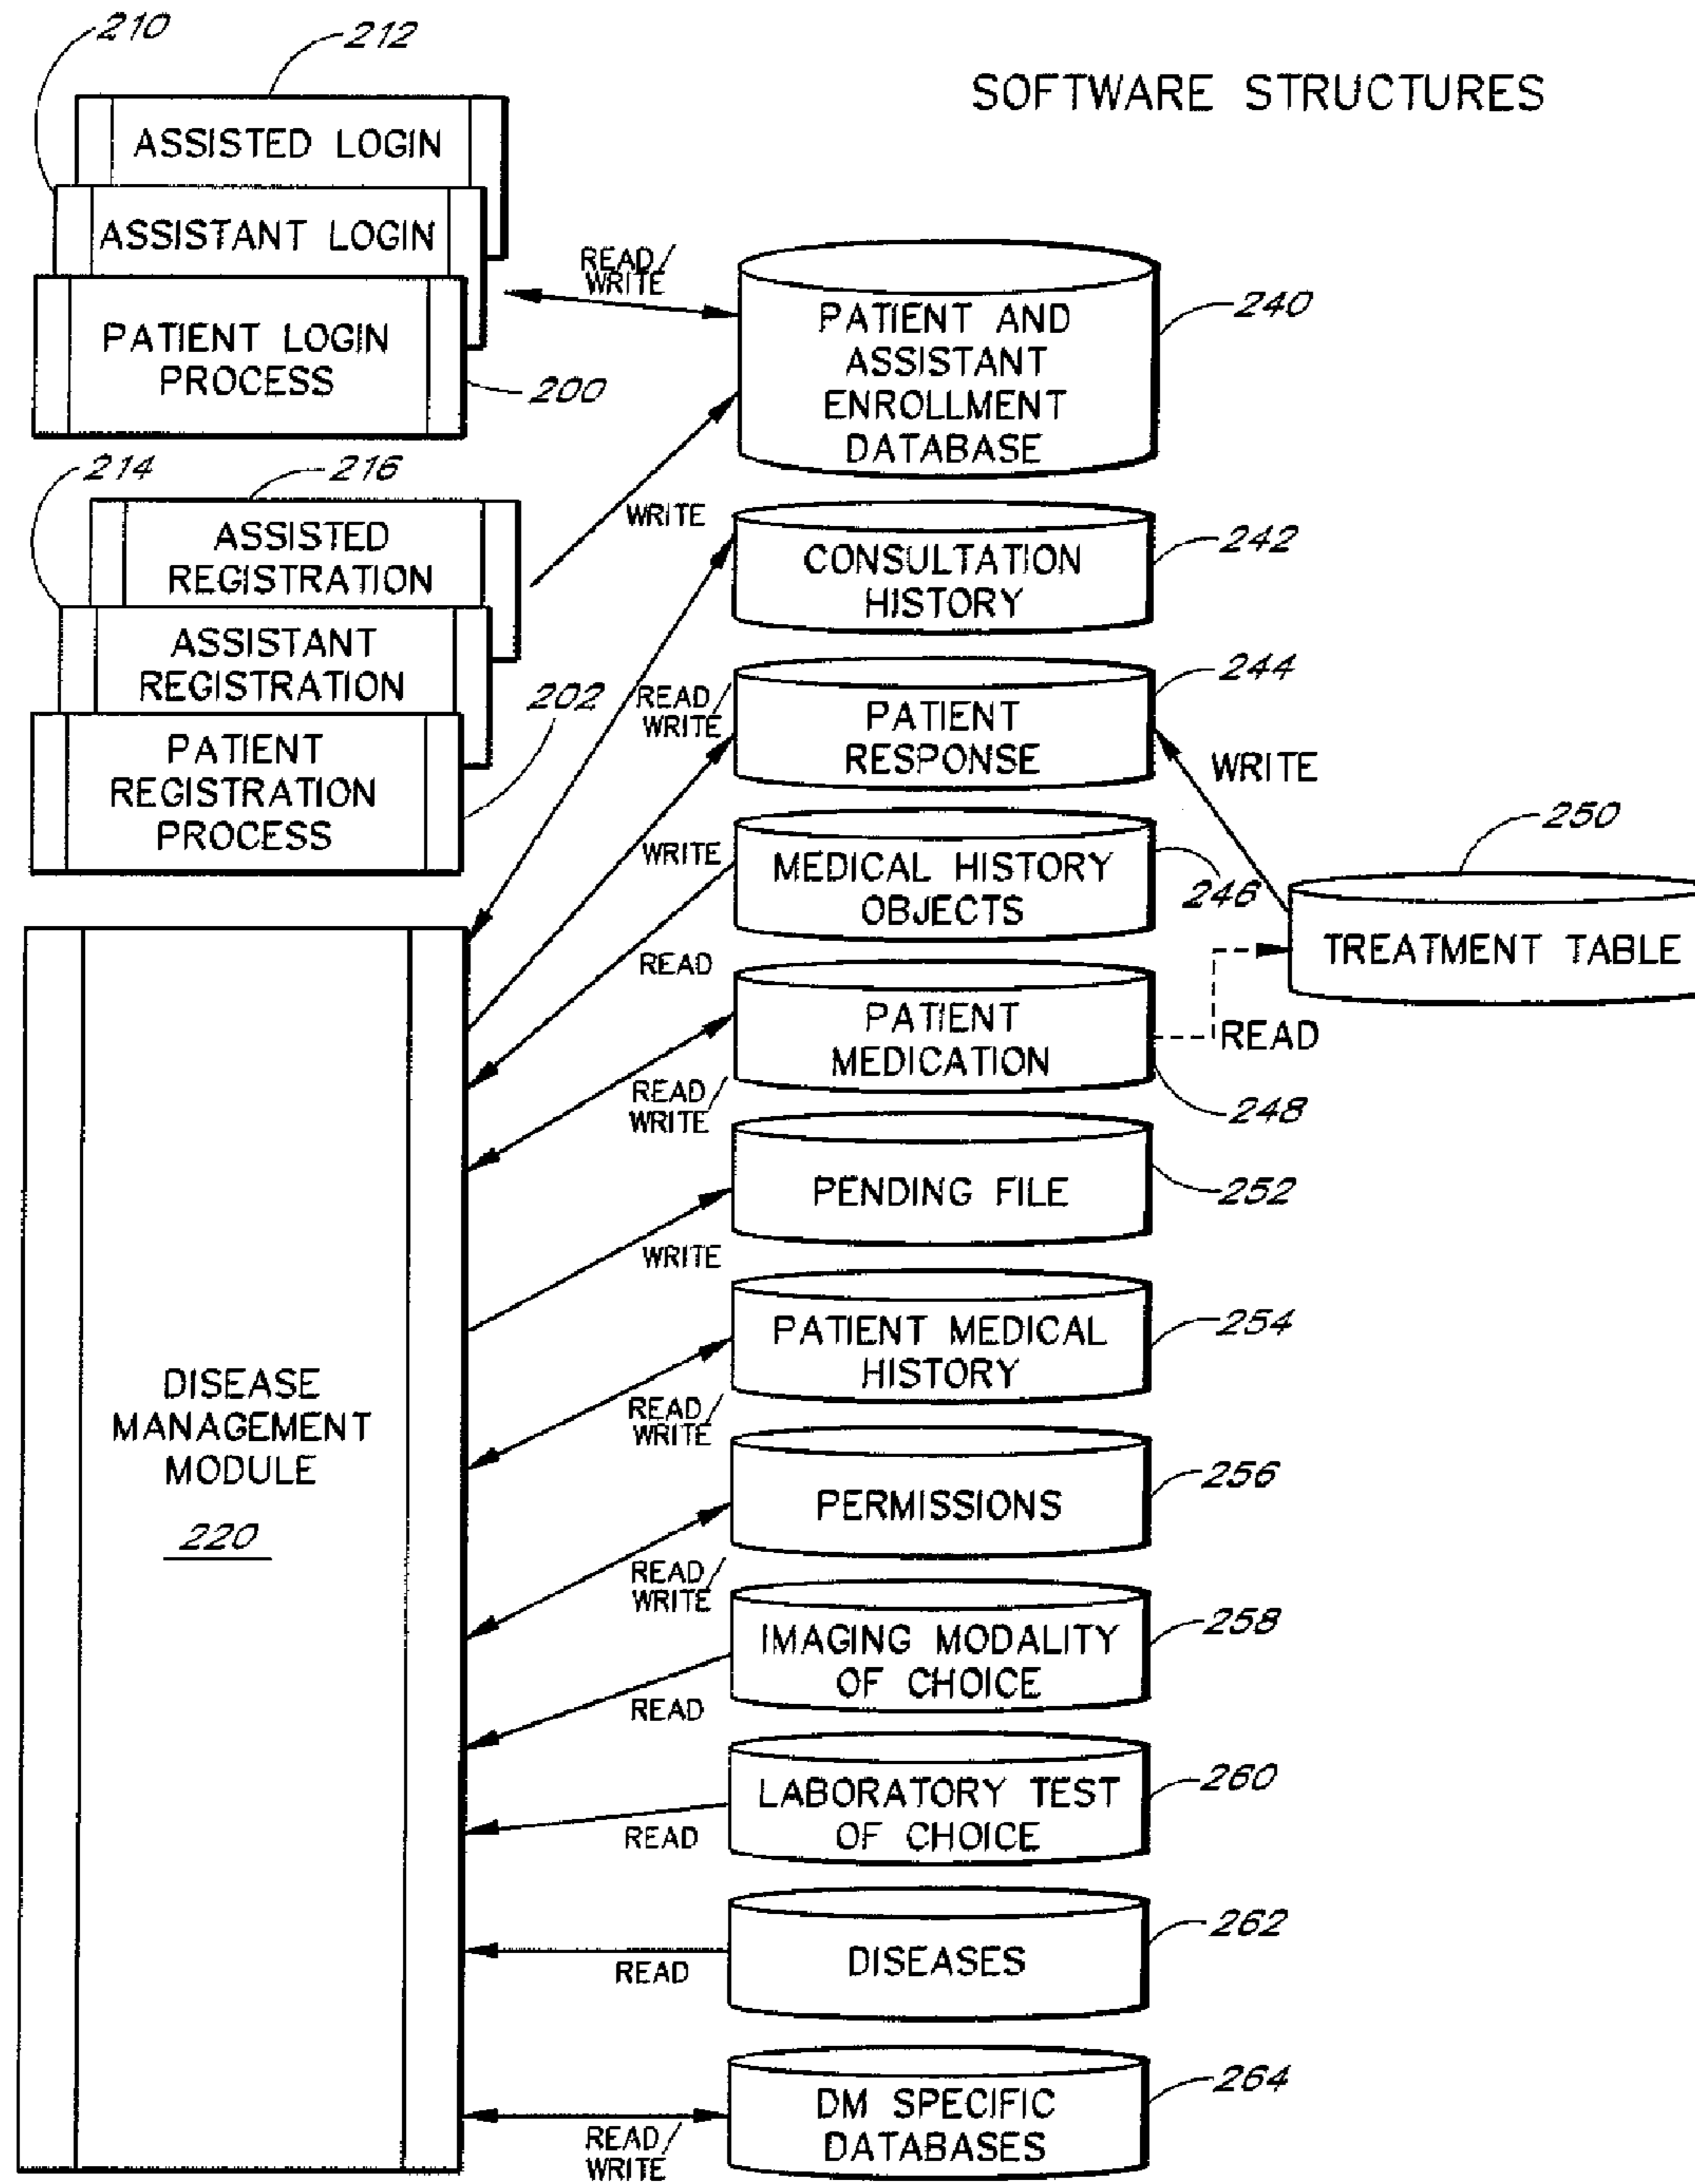 SOFTWARE STRUCTURES
210
212
ASSISTED LOGIN
ASSISTANT LOGIN
PATIENT LOGIN
PROCESS
200
READ/
WRITE
PATIENT AND
ASSISTANT
ENROLLMENT
DATABASE
240
214
216
ASSISTED
REGISTRATION
ASSISTANT
REGISTRATION
PATIENT
REGISTRATION
PROCESS
202
WRITE
CONSULTATION
HISTORY
242
READ/
WRITE
PATIENT
RESPONSE
244
WRITE
WRITE
MEDICAL HISTORY
OBJECTS
246
250
TREATMENT TABLE
READ
PATIENT
MEDICATION
248
READ
READ/
WRITE
PENDING FILE
252
WRITE
PATIENT MEDICAL
HISTORY
254
READ/
WRITE
DISEASE
MANAGEMENT
MODULE
220
PERMISSIONS
256
READ/
WRITE
IMAGING MODALITY
OF CHOICE
258
READ
LABORATORY TEST
OF CHOICE
260
READ
DISEASES
262
READ
DM SPECIFIC
DATABASES
264
READ/
WRITE